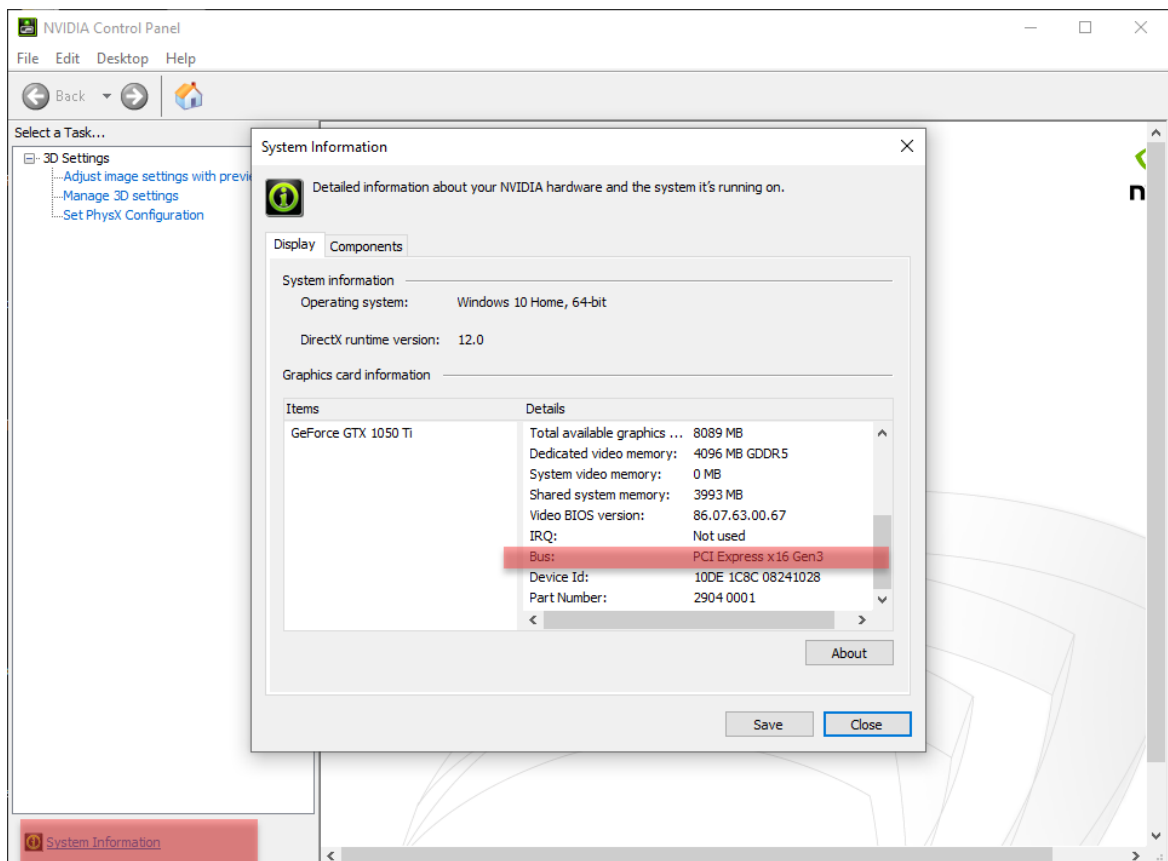 NVIDIA Control Panel
File Edit Desktop Help
Back
Select a Task...
3D Settings
Adjust image settings with
Manage 3D settings
Set PhysX Configuration
System Information
Detailed information about your NVIDIA hardware and the system it's running on.
Display Components
System information
Operating system: Windows 10 Home, 64-bit
DirectX runtime version: 12.0
Graphics card information
Items Details
GeForce GTX 1050 Ti
Total available graphics ... 8089 MB
Dedicated video memory: 4096 MB GDDR5
System video memory: 0 MB
Shared system memory: 3993 MB
Video BIOS version: 86.07.63.00.67
IRQ: Not used
Bus: PCI Express x16 Gen3
Device Id: 10DE 1C8C 08241028
Part Number: 2904 0001
About
Save Close
System Information